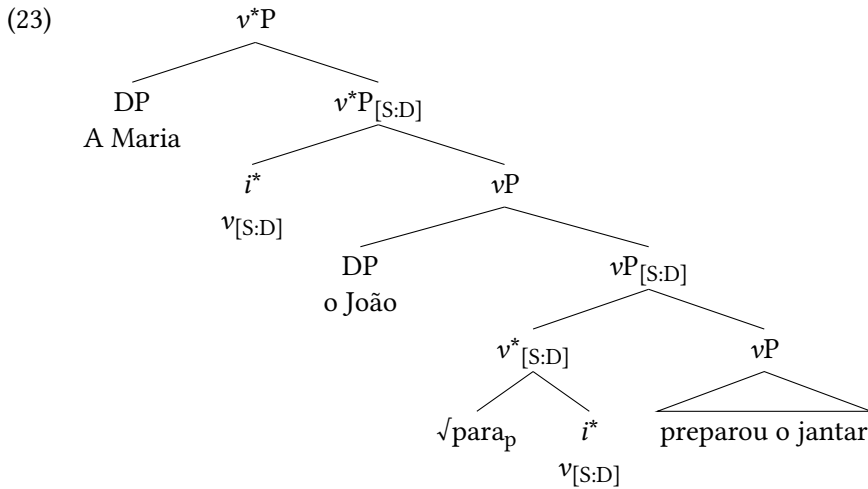 (23) v*P
DP v*P[S:D]
A Maria
i* vP
v[S:D]
DP vP[S:D]
o João
v*[S:D] vP
√parap i* preparou o jantar
v[S:D]